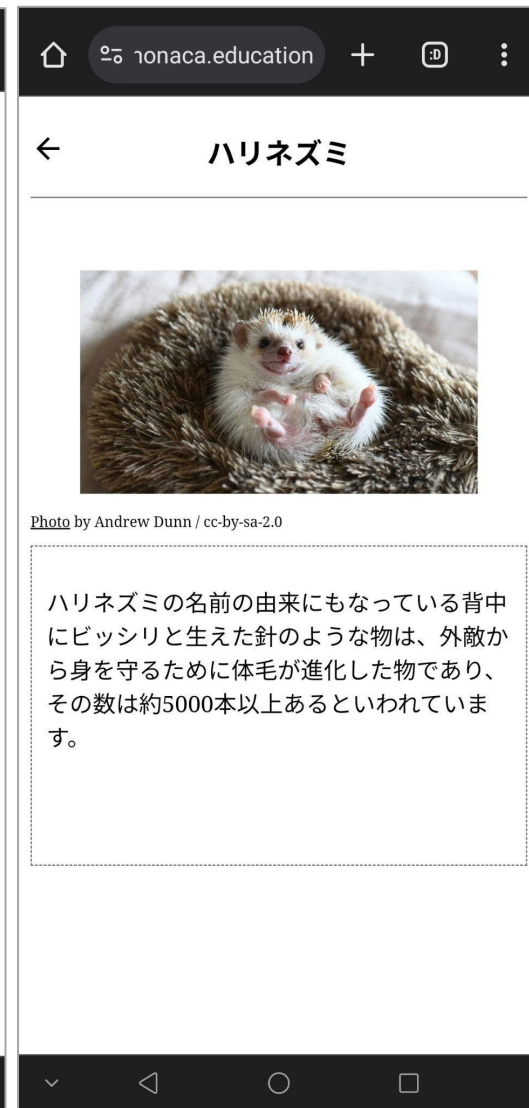 onaca.education
:D
ハリネズミ
Photo by Andrew Dunn / cc-by-sa-2.0
ハリネズミの名前の由来にもなっている背中
にビッシリと生えた針のような物は、外敵か
ら身を守るために体毛が進化した物であり、
その数は約5000本以上あるといわれていま
す。